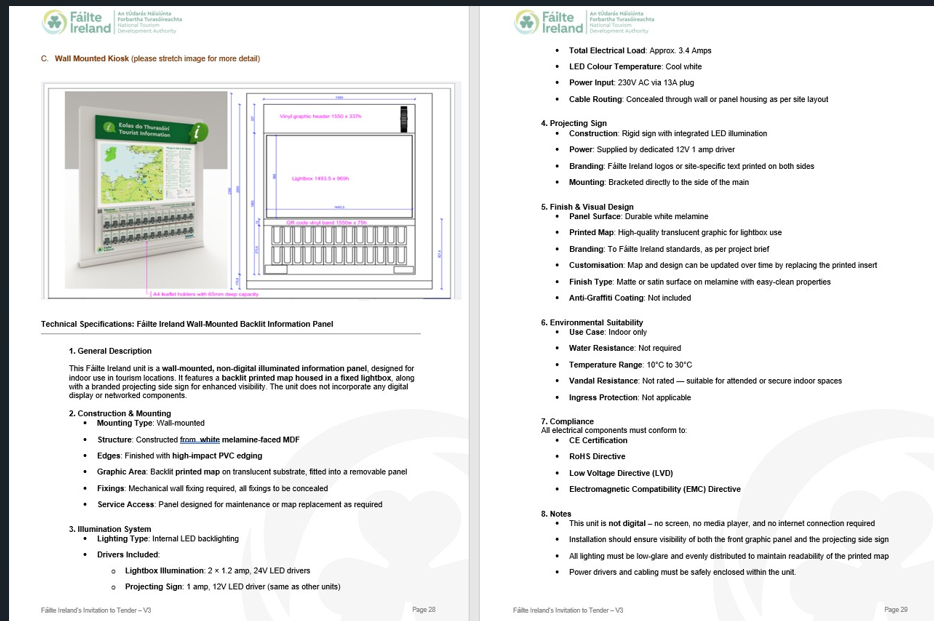 Fáilte Ireland
An tÚdarás Náisiúnta
Forbartha Turasóireachta
National Tourism
Development Authority
C. Wall Mounted Kiosk (please stretch image for more detail)
Eolas do Thurasóirí
Tourist Information
i
Vinyl graphic header 1550 x 337h
Lightbox 1493.5 x 969h
QR code vinyl band 1550w x 75h
A4 leaflet holders with 65mm deep capacity
Technical Specifications: Fáilte Ireland Wall-Mounted Backlit Information Panel
1. General Description
This Fáilte Ireland unit is a wall-mounted, non-digital illuminated information panel, designed for
indoor use in tourism locations. It features a backlit printed map housed in a fixed lightbox, along
with a branded projecting side sign for enhanced visibility. The unit does not incorporate any digital
display or networked components.
2. Construction & Mounting
• Mounting Type: Wall-mounted
• Structure: Constructed from white melamine-faced MDF
• Edges: Finished with high-impact PVC edging
• Graphic Area: Backlit printed map on translucent substrate, fitted into a removable panel
• Fixings: Mechanical wall fixing required, all fixings to be concealed
• Service Access: Panel designed for maintenance or map replacement as required
3. Illumination System
• Lighting Type: Internal LED backlighting
• Drivers Included:
o Lightbox Illumination: 2 × 1.2 amp, 24V LED drivers
o Projecting Sign: 1 amp, 12V LED driver (same as other units)
Fáilte Ireland's Invitation to Tender – V3
Page 28
Fáilte Ireland
An tÚdarás Náisiúnta
Forbartha Turasóireachta
National Tourism
Development Authority
• Total Electrical Load: Approx. 3.4 Amps
• LED Colour Temperature: Cool white
• Power Input: 230V AC via 13A plug
• Cable Routing: Concealed through wall or panel housing as per site layout
4. Projecting Sign
• Construction: Rigid sign with integrated LED illumination
• Power: Supplied by dedicated 12V 1 amp driver
• Branding: Fáilte Ireland logos or site-specific text printed on both sides
• Mounting: Bracketed directly to the side of the main
5. Finish & Visual Design
• Panel Surface: Durable white melamine
• Printed Map: High-quality translucent graphic for lightbox use
• Branding: To Fáilte Ireland standards, as per project brief
• Customisation: Map and design can be updated over time by replacing the printed insert
• Finish Type: Matte or satin surface on melamine with easy-clean properties
• Anti-Graffiti Coating: Not included
6. Environmental Suitability
• Use Case: Indoor only
• Water Resistance: Not required
• Temperature Range: 10°C to 30°C
• Vandal Resistance: Not rated — suitable for attended or secure indoor spaces
• Ingress Protection: Not applicable
7. Compliance
All electrical components must conform to:
• CE Certification
• RoHS Directive
• Low Voltage Directive (LVD)
• Electromagnetic Compatibility (EMC) Directive
8. Notes
• This unit is not digital – no screen, no media player, and no internet connection required
• Installation should ensure visibility of both the front graphic panel and the projecting side sign
• All lighting must be low-glare and evenly distributed to maintain readability of the printed map
• Power drivers and cabling must be safely enclosed within the unit.
Fáilte Ireland's Invitation to Tender – V3
Page 29